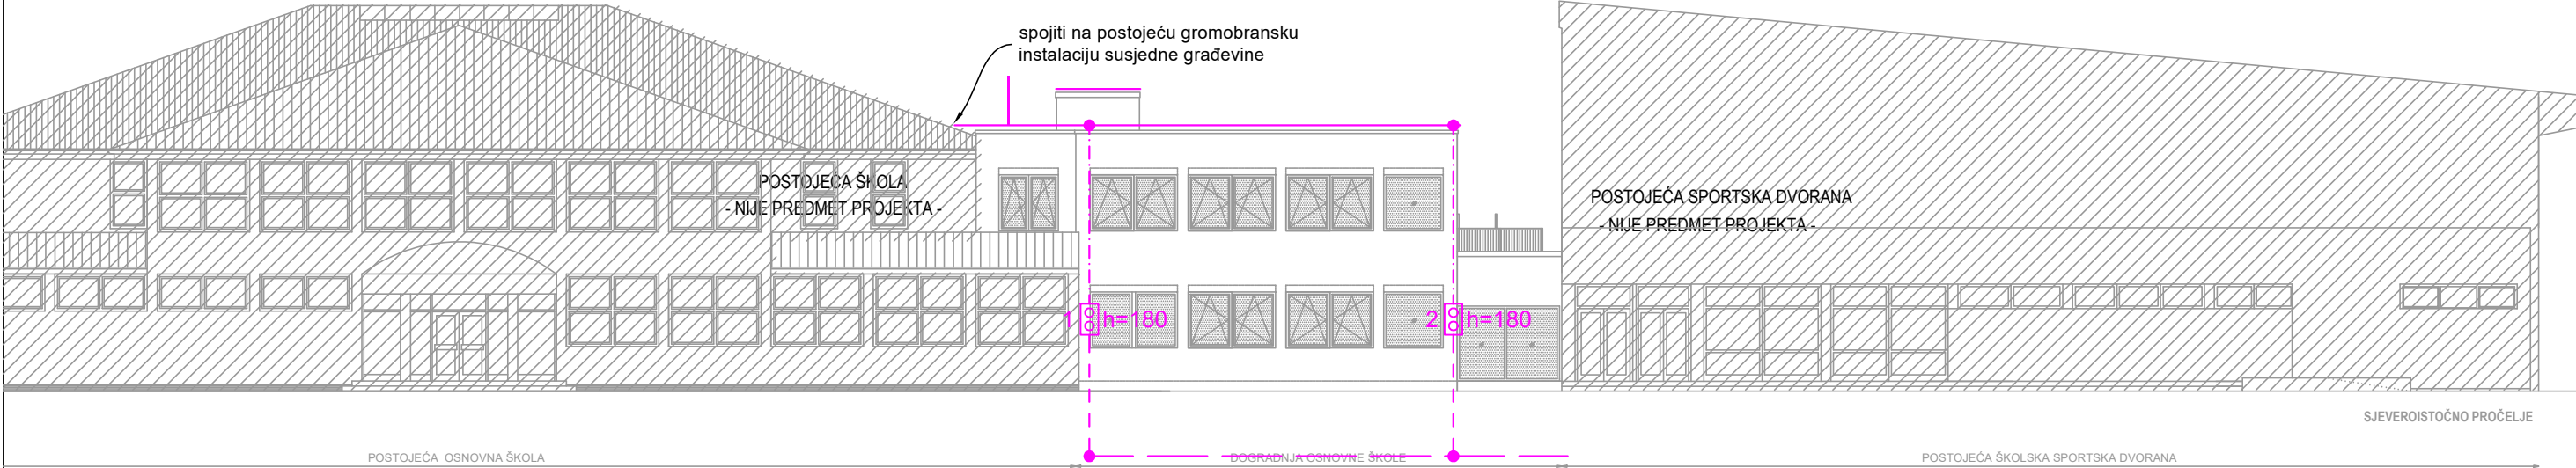 spojiti na postojeću gromobransku
instalaciju susjedne građevine
POSTOJEĆA ŠKOLA
- NIJE PREDMET PROJEKTA -
POSTOJEĆA SPORTSKA DVORANA
- NIJE PREDMET PROJEKTA -
1 h=180
2 h=180
SJEVEROISTOČNO PROČELJE
POSTOJEĆA OSNOVNA ŠKOLA
DOGRADNJA OSNOVNE ŠKOLE
POSTOJEĆA ŠKOLSKA SPORTSKA DVORANA